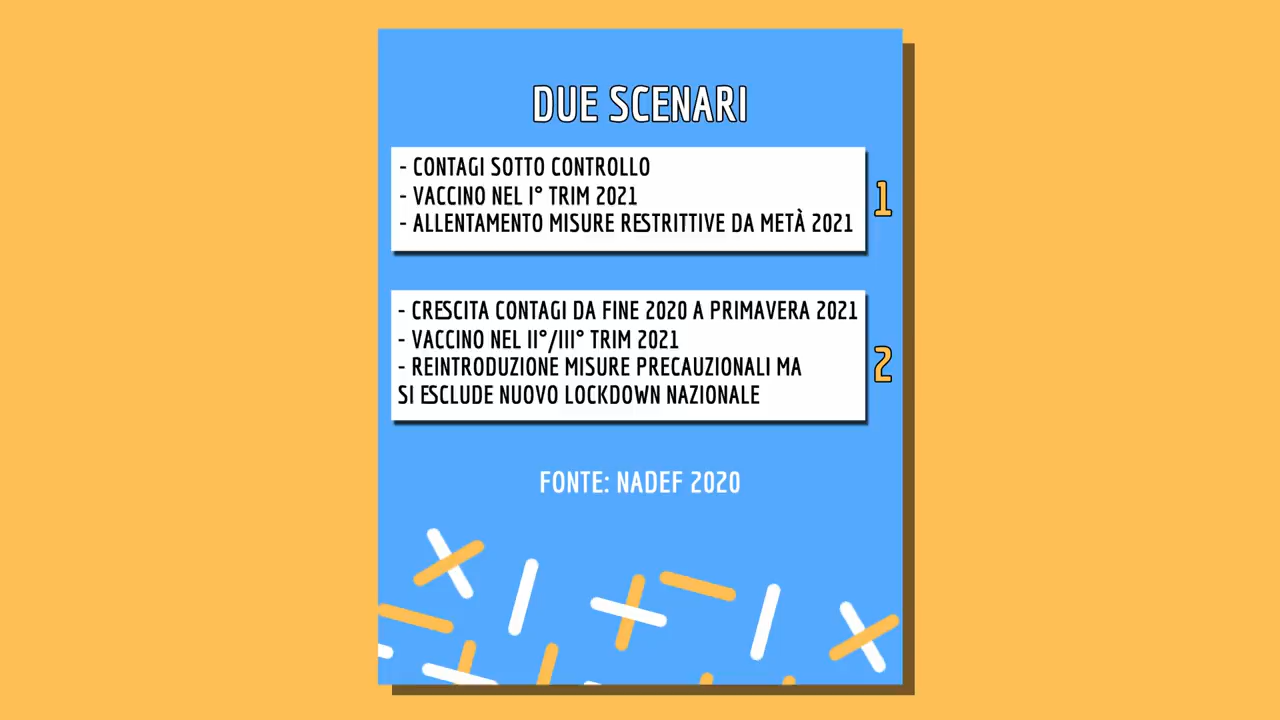 DUE SCENARI
- CONTAGI SOTTO CONTROLLO
- VACCINO NEL I° TRIM 2021
- ALLENTAMENTO MISURE RESTRITTIVE DA METÀ 2021
1
- CRESCITA CONTAGI DA FINE 2020 A PRIMAVERA 2021
- VACCINO NEL II°/III° TRIM 2021
- REINTRODUZIONE MISURE PRECAUZIONALI MA
SI ESCLUDE NUOVO LOCKDOWN NAZIONALE
2
FONTE: NADEF 2020